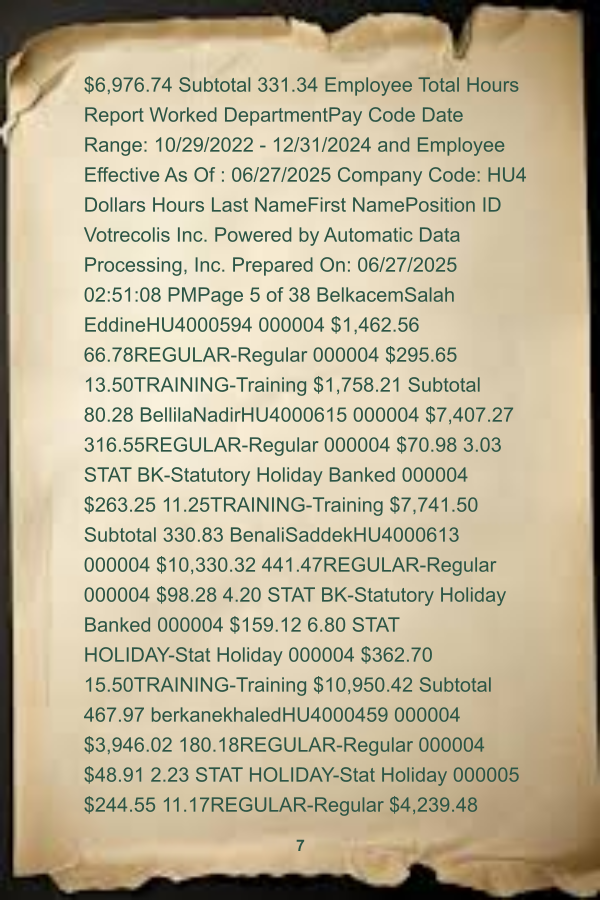 $6,976.74 Subtotal 331.34 Employee Total Hours
Report Worked DepartmentPay Code Date
Range: 10/29/2022 - 12/31/2024 and Employee
Effective As Of : 06/27/2025 Company Code: HU4
Dollars Hours Last NameFirst NamePosition ID
Votrecolis Inc. Powered by Automatic Data
Processing, Inc. Prepared On: 06/27/2025
02:51:08 PMPage 5 of 38 BelkacemSalah
EddineHU4000594 000004 $1,462.56
66.78REGULAR-Regular 000004 $295.65
13.50TRAINING-Training $1,758.21 Subtotal
80.28 BellilaNadirHU4000615 000004 $7,407.27
316.55REGULAR-Regular 000004 $70.98 3.03
STAT BK-Statutory Holiday Banked 000004
$263.25 11.25TRAINING-Training $7,741.50
Subtotal 330.83 BenaliSaddekHU4000613
000004 $10,330.32 441.47REGULAR-Regular
000004 $98.28 4.20 STAT BK-Statutory Holiday
Banked 000004 $159.12 6.80 STAT
HOLIDAY-Stat Holiday 000004 $362.70
15.50TRAINING-Training $10,950.42 Subtotal
467.97 berkanekhaledHU4000459 000004
$3,946.02 180.18REGULAR-Regular 000004
$48.91 2.23 STAT HOLIDAY-Stat Holiday 000005
$244.55 11.17REGULAR-Regular $4,239.48
7